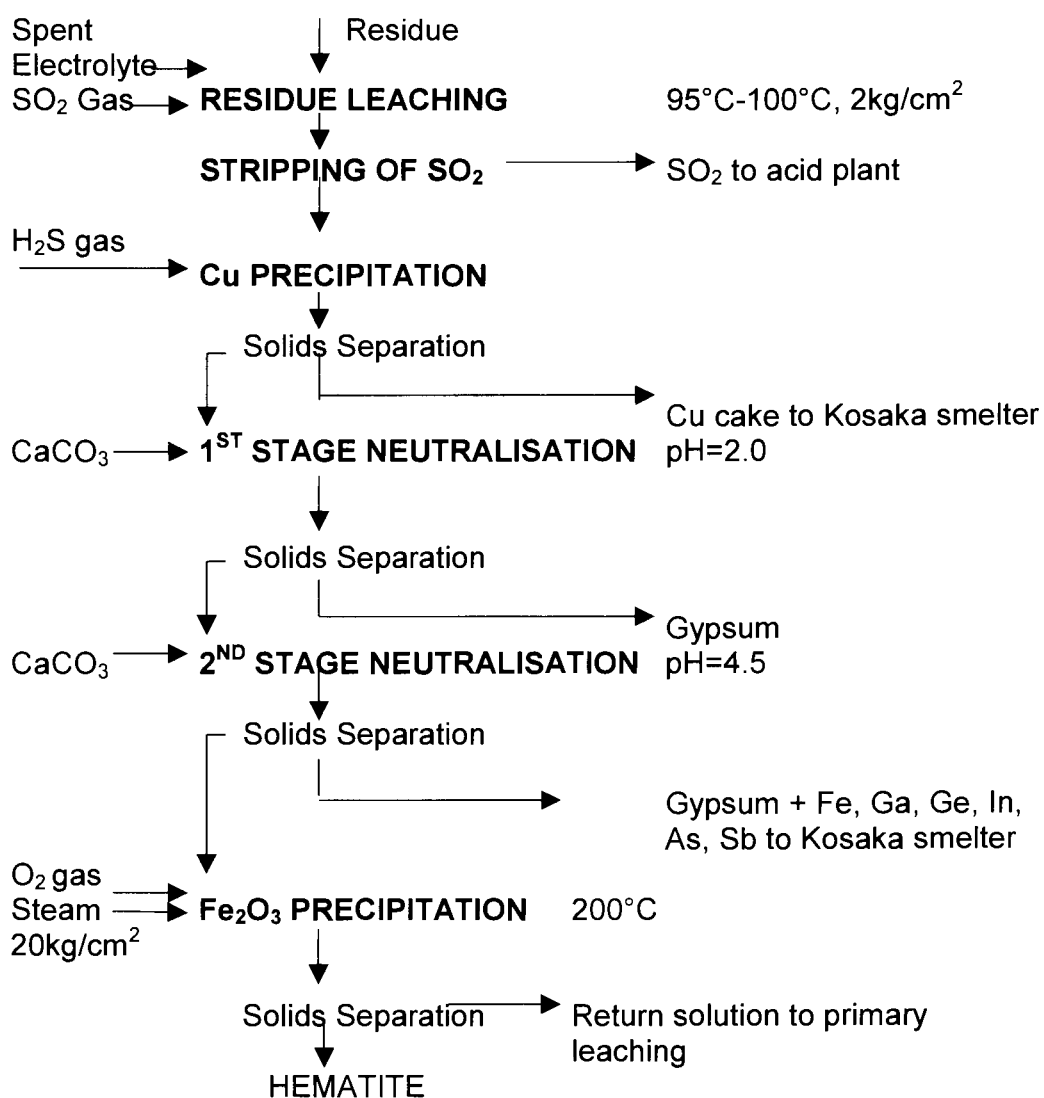 Spent
Residue
Electrolyte
SO₂ Gas
RESIDUE LEACHING
95°C-100°C, 2kg/cm²
STRIPPING OF SO₂
SO₂ to acid plant
H₂S gas
Cu PRECIPITATION
Solids Separation
Cu cake to Kosaka smelter
CaCO₃
1ˢᵀ STAGE NEUTRALISATION
pH=2.0
Solids Separation
Gypsum
CaCO₃
2ᴺᴰ STAGE NEUTRALISATION
pH=4.5
Solids Separation
Gypsum + Fe, Ga, Ge, In,
As, Sb to Kosaka smelter
O₂ gas
Steam
20kg/cm²
Fe₂O₃ PRECIPITATION
200°C
Solids Separation
Return solution to primary
leaching
HEMATITE